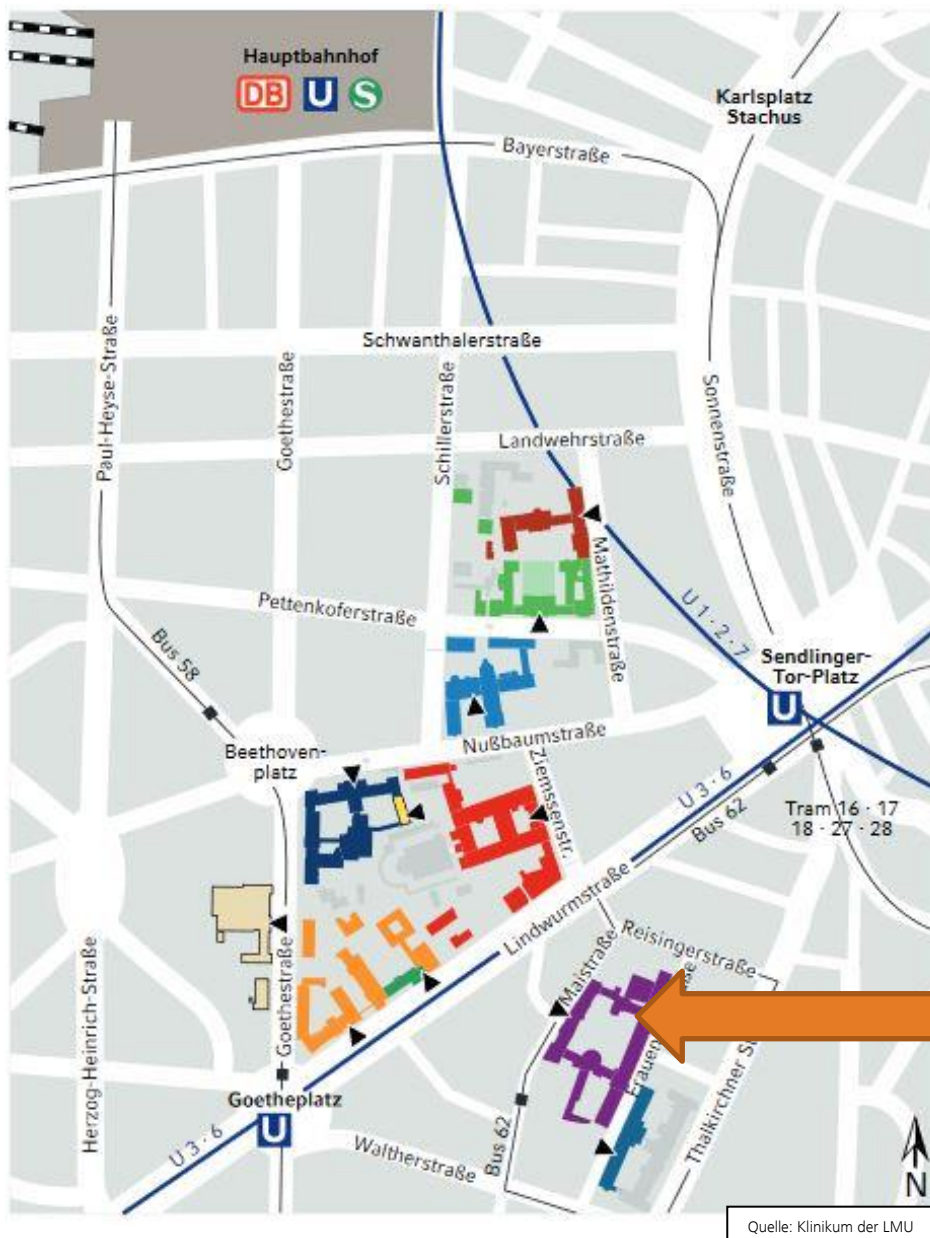 Hauptbahnhof
DB U S
Karlsplatz
Stachus
Bayerstraße
Paul-Heyse-Straße
Schwanthalerstraße
Goethestraße
Schillerstraße
Sonnenstraße
Landwehrstraße
Mathildenstraße
Pettenkoferstraße
U 1 · 2 · 7
Bus 58
Sendlinger-
Tor-Platz
U
Beethoven-
platz
Nußbaumstraße
Ziemssenstr.
U 3 · 6
Bus 62
Tram 16 · 17
18 · 27 · 28
Lindwurmstraße
Reisingerstraße
Maistraße
Herzog-Heinrich-Straße
Goethestraße
Goetheplatz
U
U 3 · 6
Waltherstraße
Bus 62
Thalkirchner
N
Quelle: Klinikum der LMU